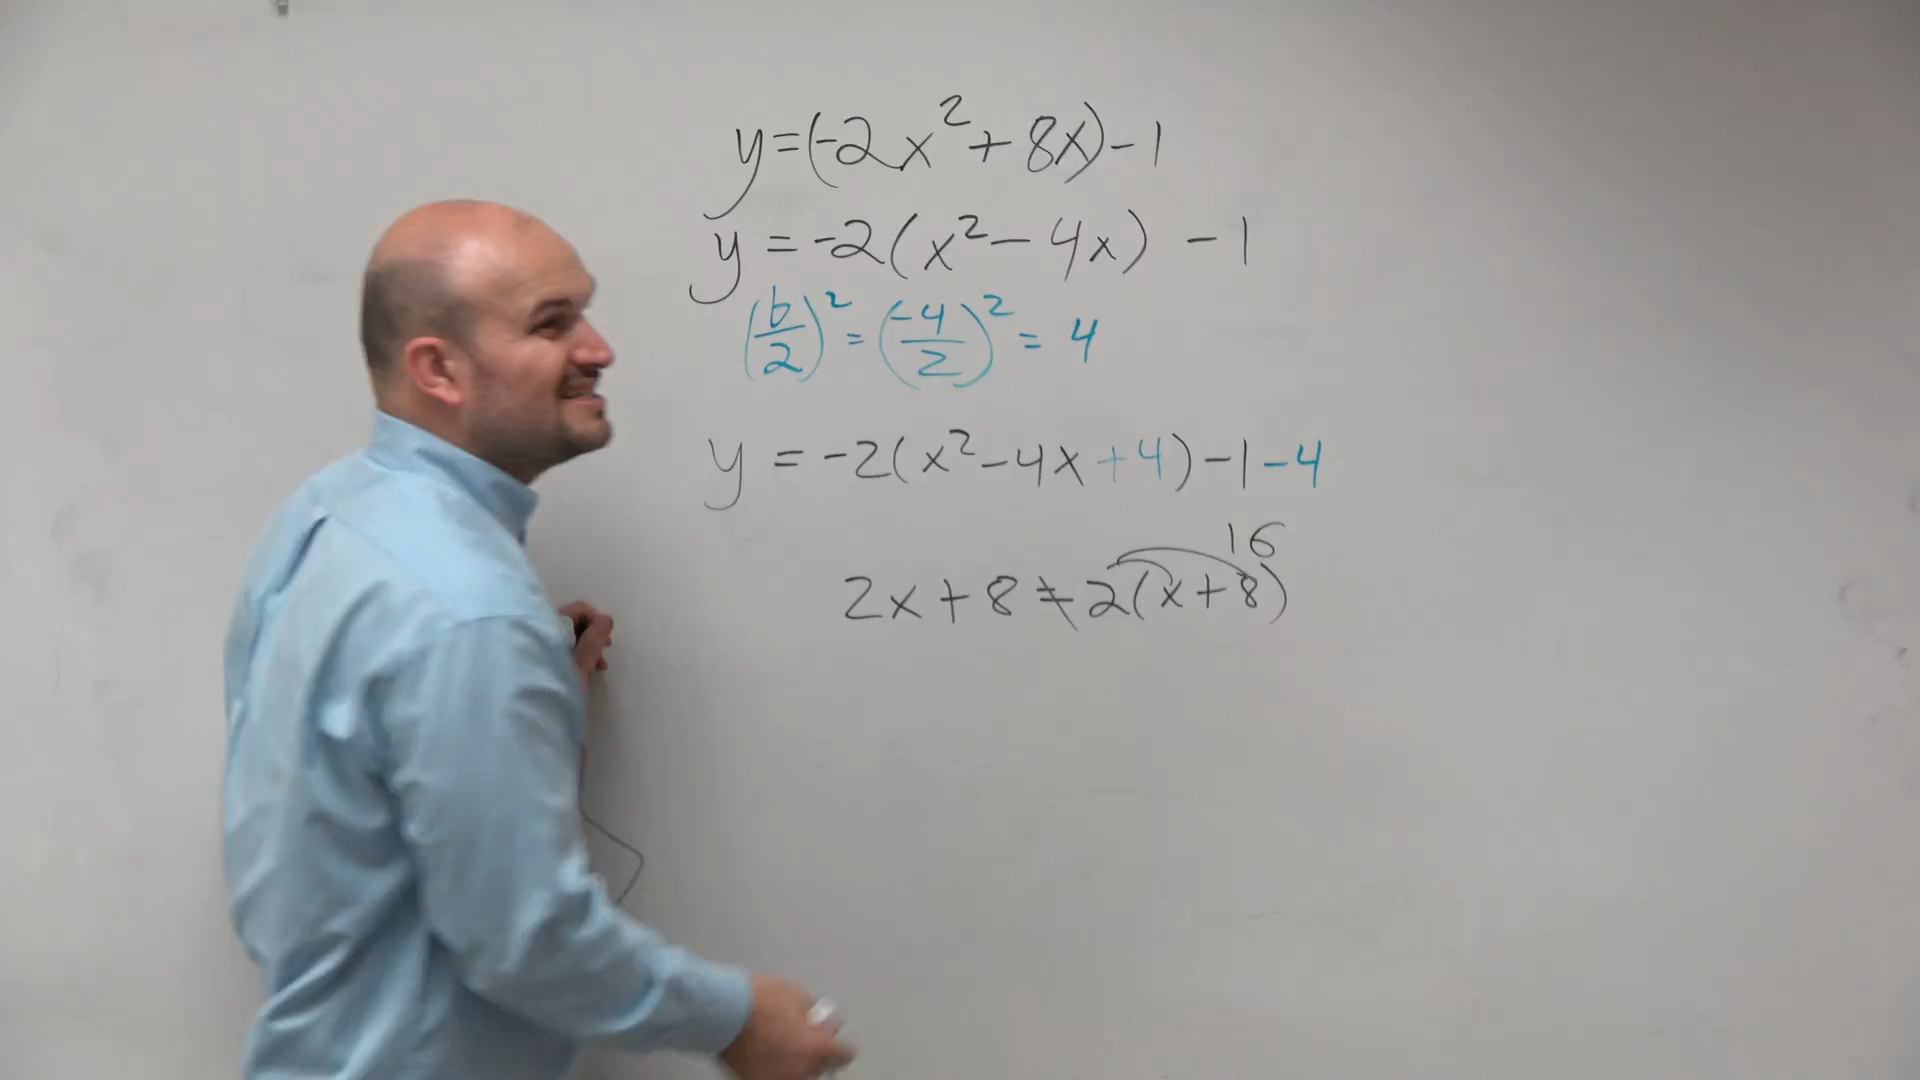 y=(-2x²+8x)-1
y=-2(x²-4x) -1
(b/2)²=(-4/2)²=4
y=-2(x²-4x+4)-1-4
16
2x+8≠2(x+8)